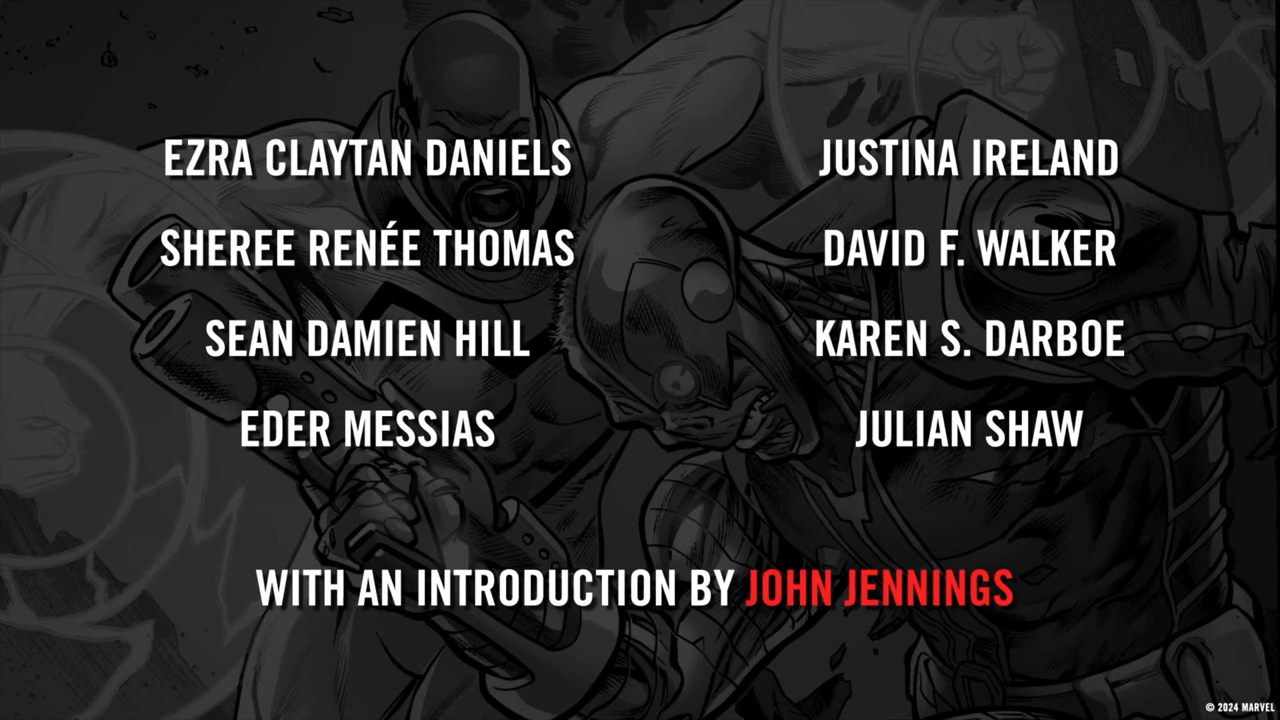 EZRA CLAYTAN DANIELS
SHEREE RENÉE THOMAS
SEAN DAMIEN HILL
EDER MESSIAS
JUSTINA IRELAND
DAVID F. WALKER
KAREN S. DARBOE
JULIAN SHAW
WITH AN INTRODUCTION BY JOHN JENNINGS
© 2024 MARVEL